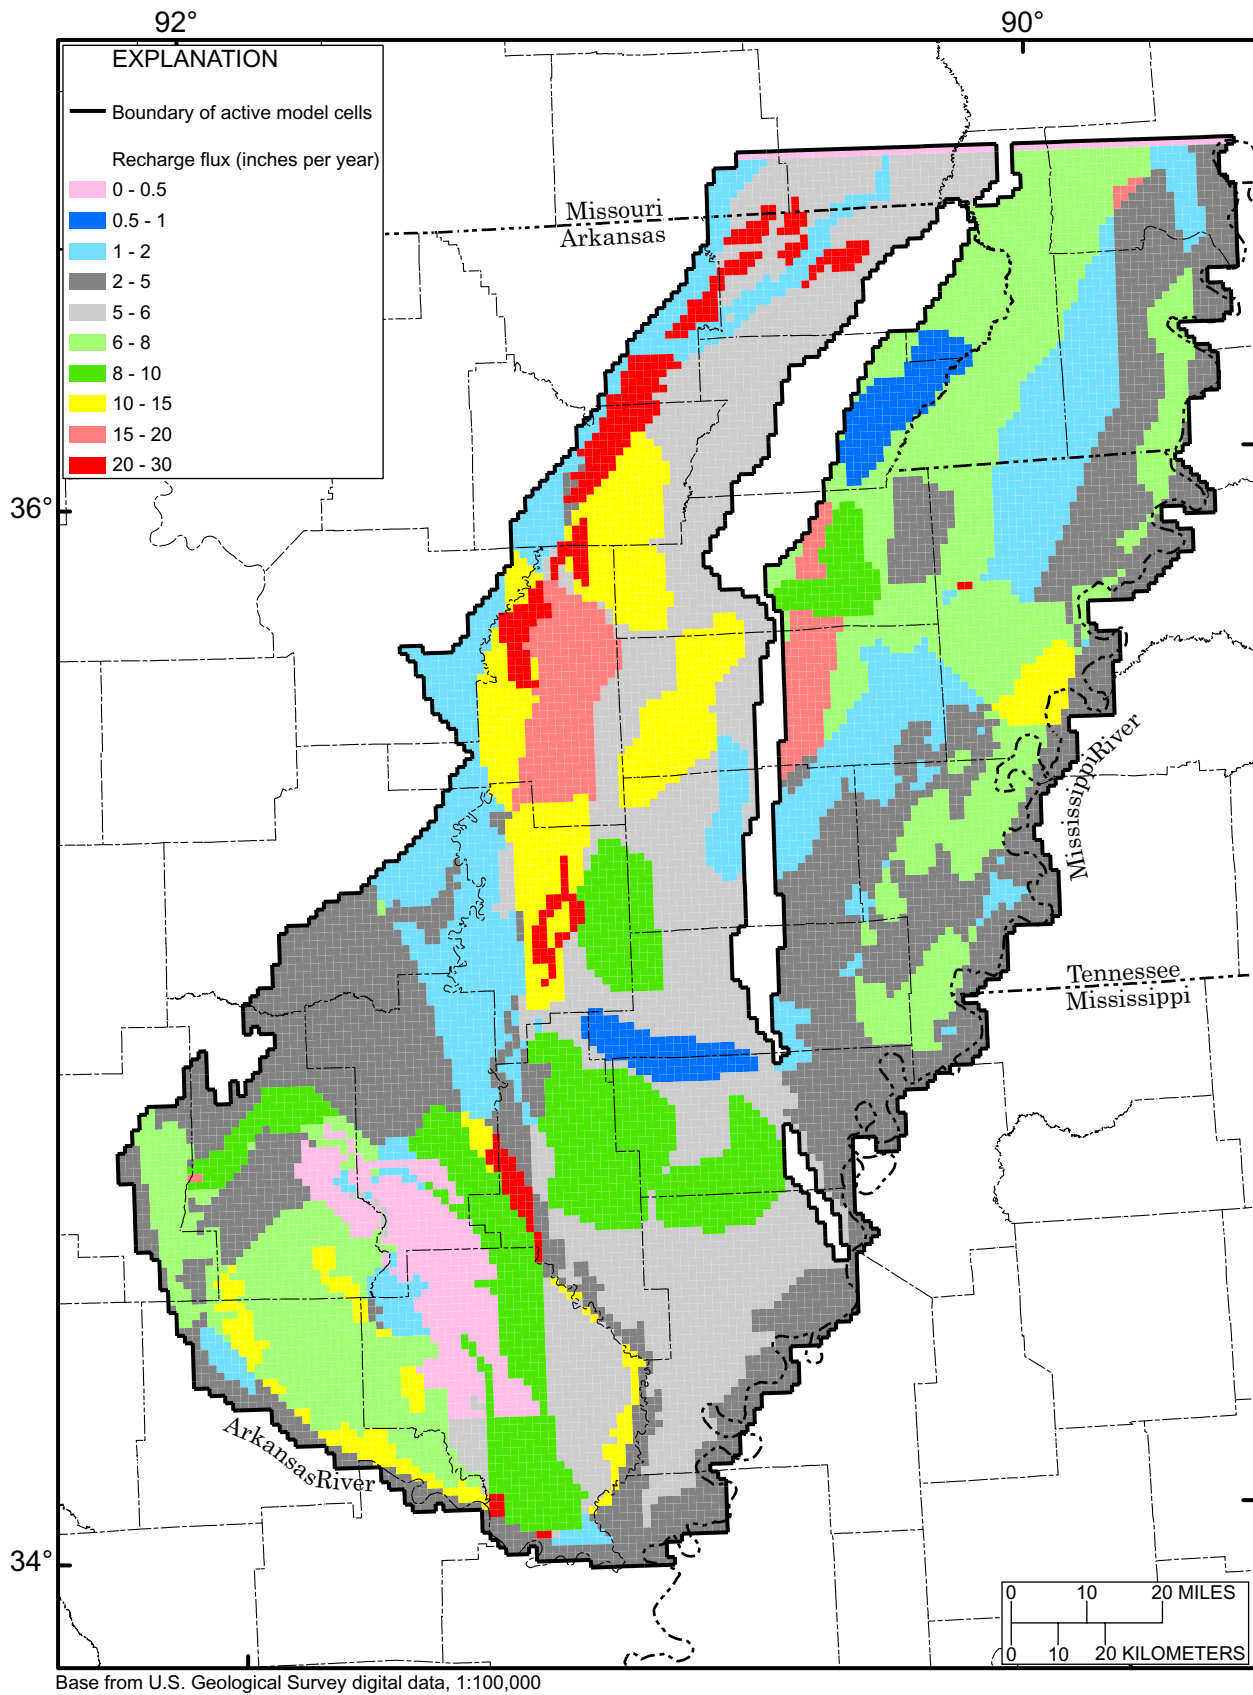 92° 90°
EXPLANATION
Boundary of active model cells
Recharge flux (inches per year)
0 - 0.5
0.5 - 1
1 - 2
2 - 5
5 - 6
6 - 8
8 - 10
10 - 15
15 - 20
20 - 30
Missouri
Arkansas
36°
Mississippi River
Tennessee
Mississippi
Arkansas River
34°
0 10 20 MILES
0 10 20 KILOMETERS
Base from U.S. Geological Survey digital data, 1:100,000